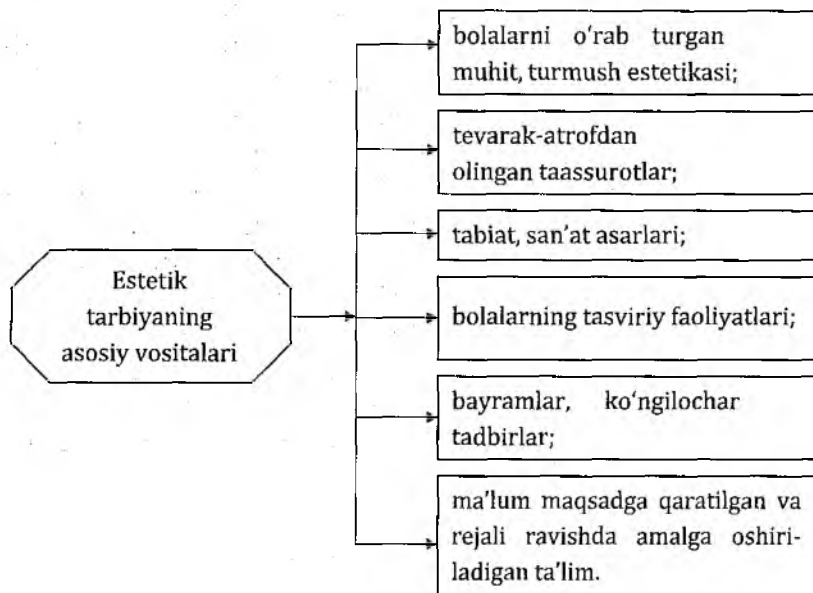 Estetik
tarbiyaning
asosiy vositalari
bolalarni o‘rab turgan
muhit, turmush estetikasi;
tevarak-atrofdan
olingan taassurotlar;
tabiat, san’at asarlari;
bolalarning tasviriy faoliyatlari;
bayramlar, ko‘ngilochar
tadbirlar;
ma’lum maqsadga qaratilgan va
rejali ravishda amalga oshiri-
ladigan ta’lim.